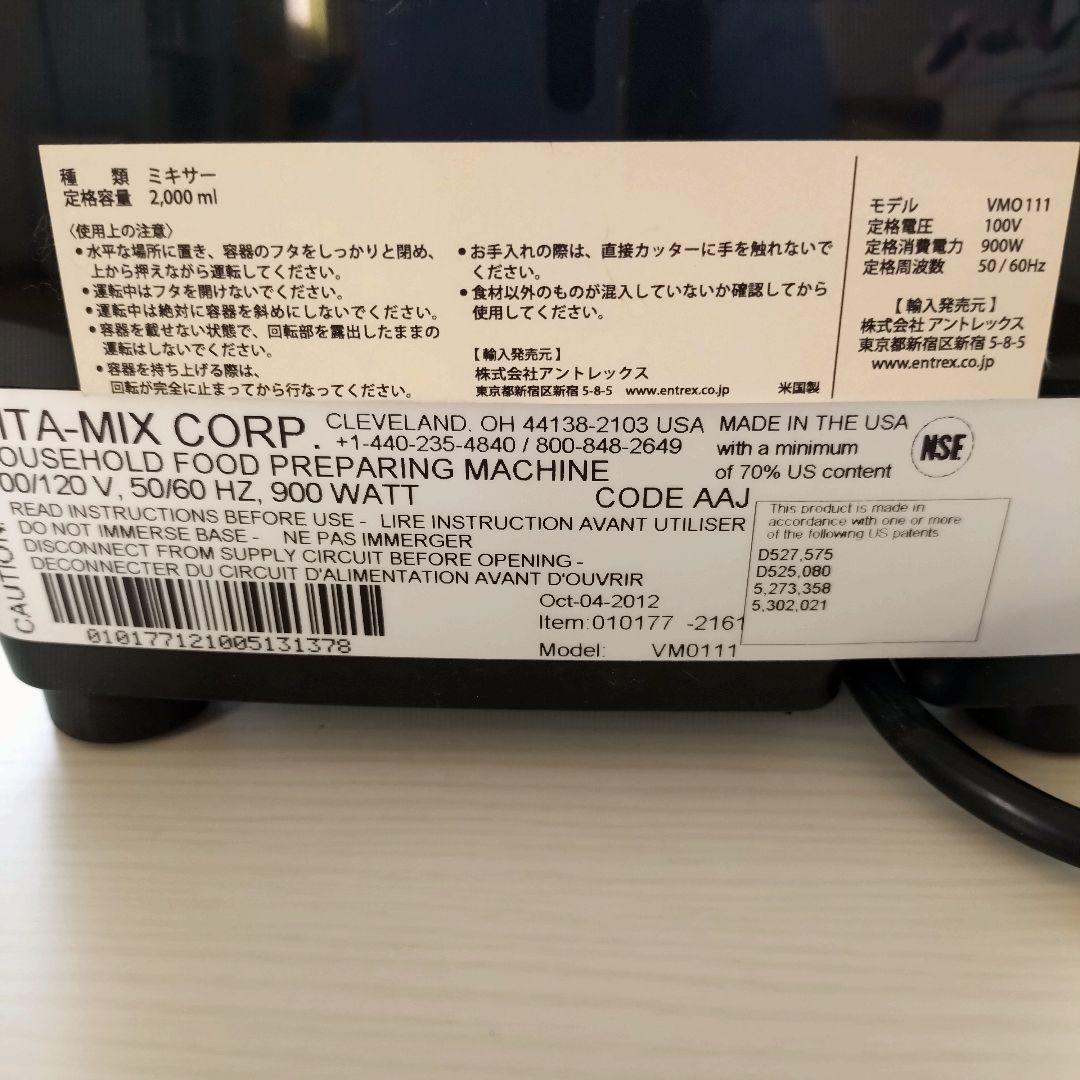 種　類　ミキサー
定格容量　2,000 ml
〈使用上の注意〉
●水平な場所に置き、容器のフタをしっかりと閉め、
上から押えながら運転してください。
●運転中はフタを開けないでください。
●運転中は絶対に容器を斜めにしないでください。
●容器を載せない状態で、回転部を露出したままの
運転はしないでください。
●容器を持ち上げる際は、
回転が完全に止まってから行なってください。
●お手入れの際は、直接カッターに手を触れないで
ください。
●食材以外のものが混入していないか確認してから
使用してください。
【輸入発売元】
株式会社アントレックス
東京都新宿区新宿 5-8-5　www.entrex.co.jp　米国製
モデル　VM0111
定格電圧　100V
定格消費電力　900W
定格周波数　50 / 60Hz
【輸入発売元】
株式会社 アントレックス
東京都新宿区新宿 5-8-5
www.entrex.co.jp
ITA-MIX CORP.
CLEVELAND, OH 44138-2103 USA
+1-440-235-4840 / 800-848-2649
OUSEHOLD FOOD PREPARING MACHINE
00/120 V, 50/60 HZ, 900 WATT
CODE AAJ
MADE IN THE USA
with a minimum
of 70% US content
NSF
CAUTION:
READ INSTRUCTIONS BEFORE USE - LIRE INSTRUCTION AVANT UTILISER
DO NOT IMMERSE BASE - NE PAS IMMERGER
DISCONNECT FROM SUPPLY CIRCUIT BEFORE OPENING -
DECONNECTER DU CIRCUIT D'ALIMENTATION AVANT D'OUVRIR
010177121005131378
Oct-04-2012
Item:010177 -2161
Model: VM0111
This product is made in
accordance with one or more
of the following US patents
D527,575
D525,080
5,273,358
5,302,021